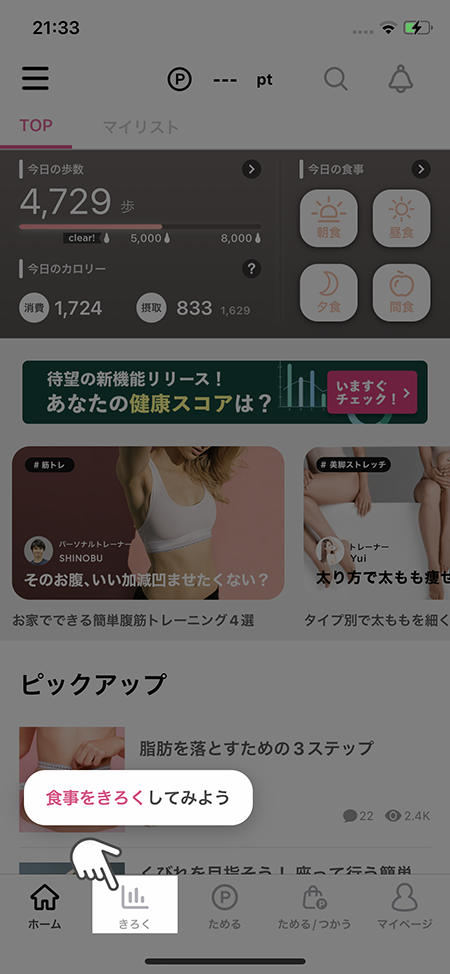 21:33
P --- pt
TOP マイリスト
今日の歩数
4,729 歩
clear! 5,000 8,000
今日のカロリー ?
消費 1,724 摂取 833 1,629
今日の食事
朝食 昼食
夕食 間食
待望の新機能リリース!
あなたの健康スコアは?
いますぐ
チェック!
# 筋トレ
パーソナルトレーナー
SHINOBU
そのお腹、いい加減凹ませたくない?
お家でできる簡単腹筋トレーニング4選
# 美脚ストレッチ
トレーナー
Yui
太り方で太もも痩せ
タイプ別で太ももを細く
ピックアップ
脂肪を落とすための3ステップ
22 2.4K
食事をきろくしてみよう
くびれを目指そう! 座って行う簡単
ホーム きろく ためる ためる/つかう マイページ